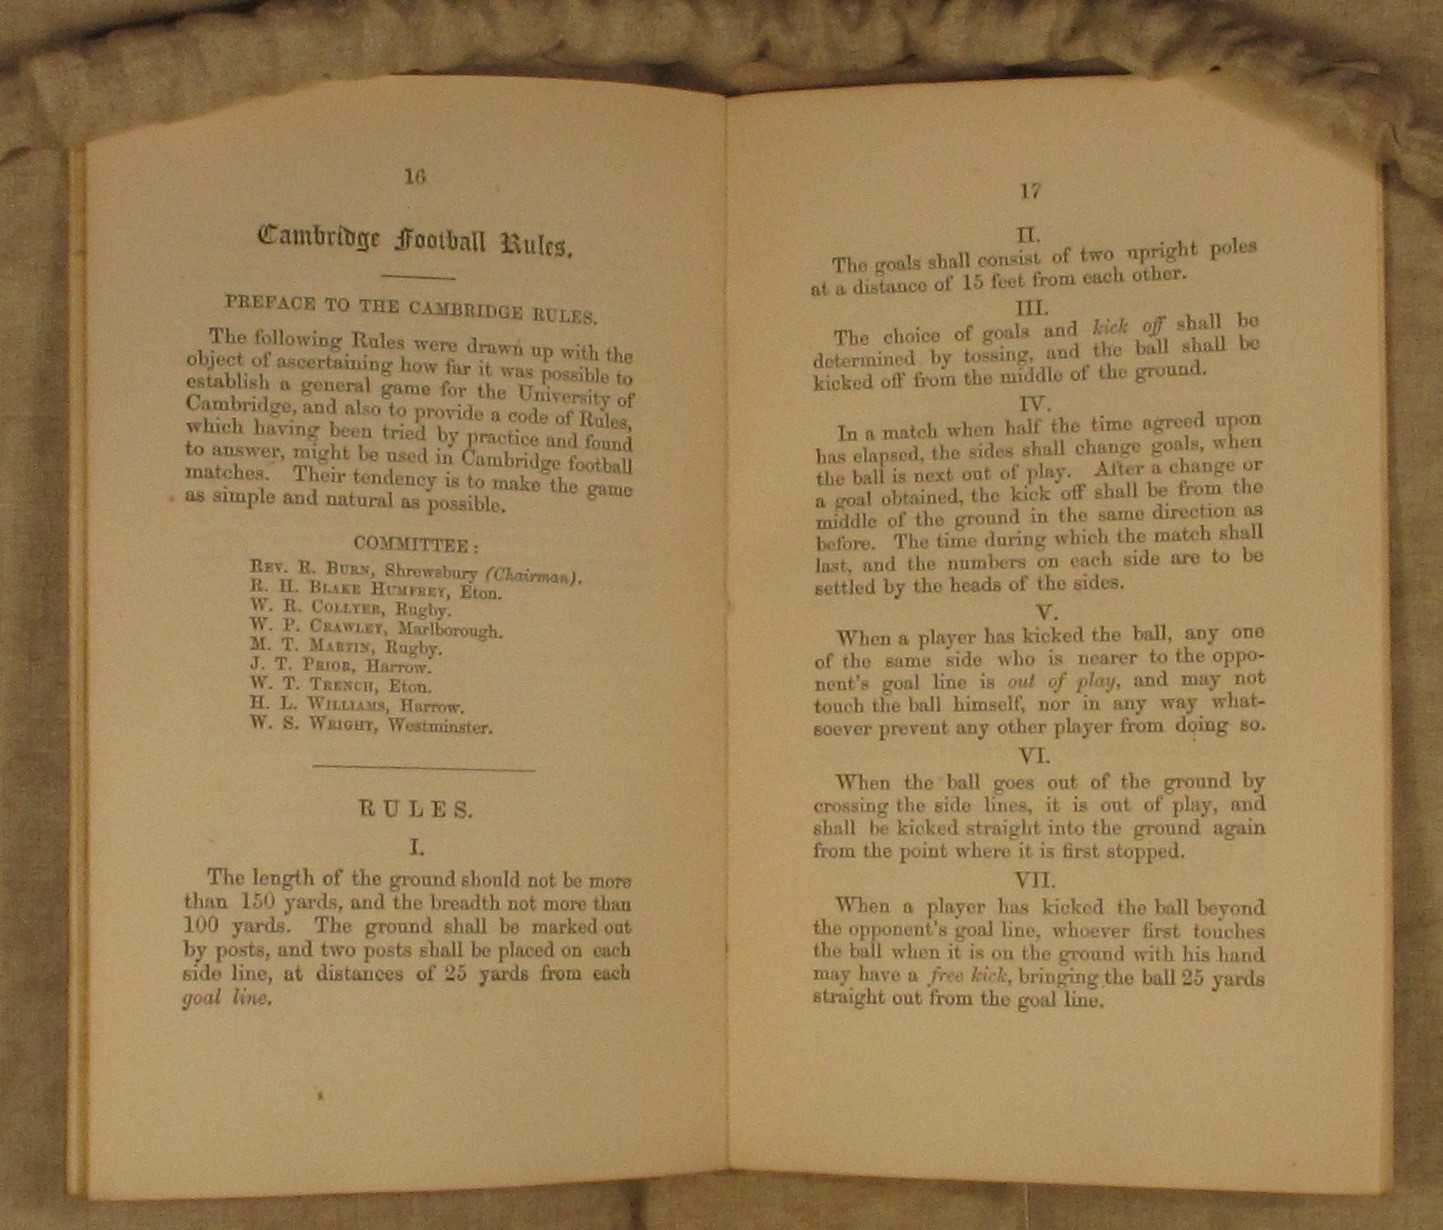 16
Cambridge Football Rules.
PREFACE TO THE CAMBRIDGE RULES.
The following Rules were drawn up with the
object of ascertaining how far it was possible to
establish a general game for the University of
Cambridge, and also to provide a code of Rules,
which having been tried by practice and found
to answer, might be used in Cambridge football
matches. Their tendency is to make the game
as simple and natural as possible.
COMMITTEE:
REV. R. BURN, Shrewsbury (Chairman).
R. H. BLAKE HUMFREY, Eton.
W. R. COLLYER, Rugby.
W. P. CRAWLEY, Marlborough.
M. T. MARTIN, Rugby.
J. T. PRIOR, Harrow.
W. T. TRENCH, Eton.
H. L. WILLIAMS, Harrow.
W. S. WRIGHT, Westminster.
RULES.
I.
The length of the ground should not be more
than 150 yards, and the breadth not more than
100 yards. The ground shall be marked out
by posts, and two posts shall be placed on each
side line, at distances of 25 yards from each
goal line.
17
II.
The goals shall consist of two upright poles
at a distance of 15 feet from each other.
III.
The choice of goals and kick off shall be
determined by tossing, and the ball shall be
kicked off from the middle of the ground.
IV.
In a match when half the time agreed upon
has elapsed, the sides shall change goals, when
the ball is next out of play. After a change or
a goal obtained, the kick off shall be from the
middle of the ground in the same direction as
before. The time during which the match shall
last, and the numbers on each side are to be
settled by the heads of the sides.
V.
When a player has kicked the ball, any one
of the same side who is nearer to the oppo-
nent's goal line is out of play, and may not
touch the ball himself, nor in any way what-
soever prevent any other player from doing so.
VI.
When the ball goes out of the ground by
crossing the side lines, it is out of play, and
shall be kicked straight into the ground again
from the point where it is first stopped.
VII.
When a player has kicked the ball beyond
the opponent's goal line, whoever first touches
the ball when it is on the ground with his hand
may have a free kick, bringing the ball 25 yards
straight out from the goal line.